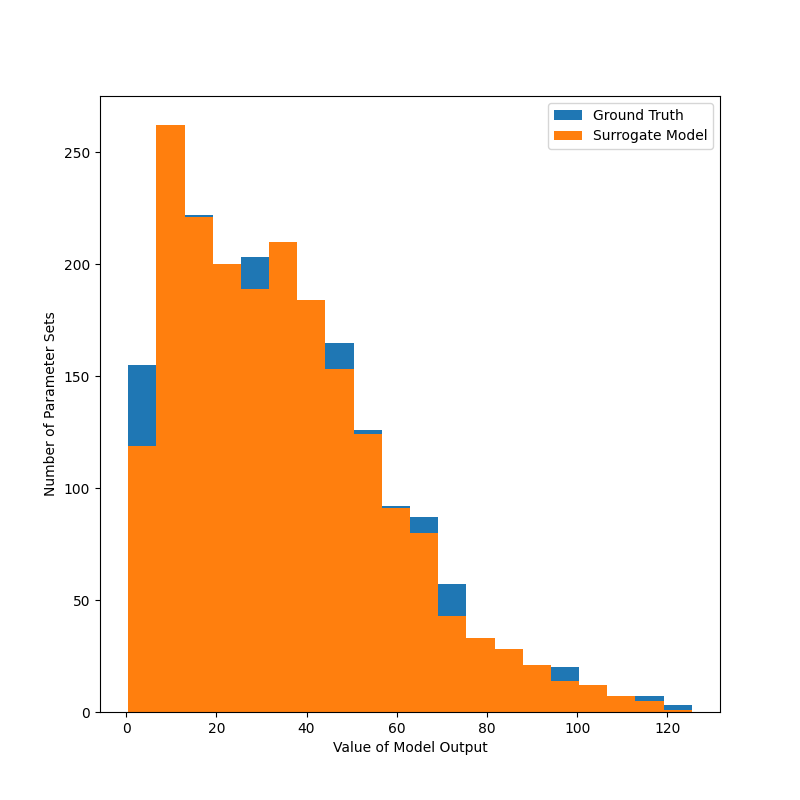 Ground Truth
Surrogate Model
250
200
150
100
50
0
Number of Parameter Sets
0 20 40 60 80 100 120
Value of Model Output